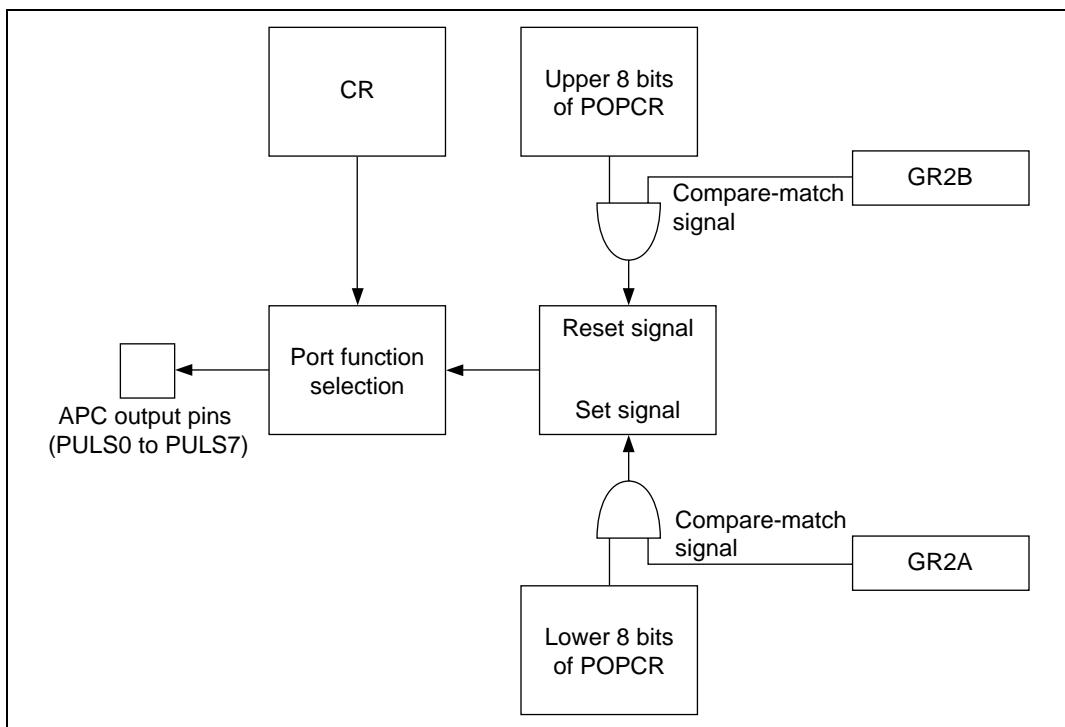 CR
Upper 8 bits
of POPCR
Compare-match
signal
GR2B
Port function
selection
Reset signal
Set signal
APC output pins
(PULS0 to PULS7)
Compare-match
signal
GR2A
Lower 8 bits
of POPCR